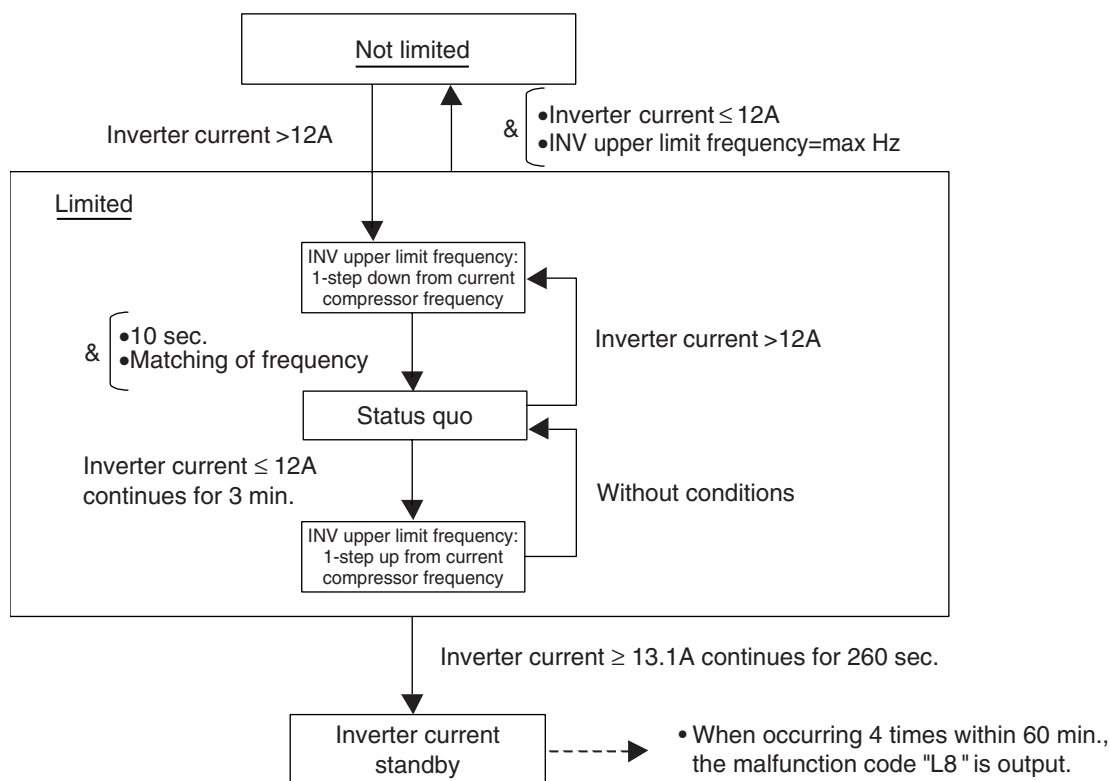 Not limited
Inverter current >12A
&
•Inverter current ≤ 12A
•INV upper limit frequency=max Hz
Limited
INV upper limit frequency:
1-step down from current
compressor frequency
&
•10 sec.
•Matching of frequency
Inverter current >12A
Status quo
Inverter current ≤ 12A
continues for 3 min.
Without conditions
INV upper limit frequency:
1-step up from current
compressor frequency
Inverter current ≥ 13.1A continues for 260 sec.
Inverter current
standby
• When occurring 4 times within 60 min.,
the malfunction code "L8" is output.